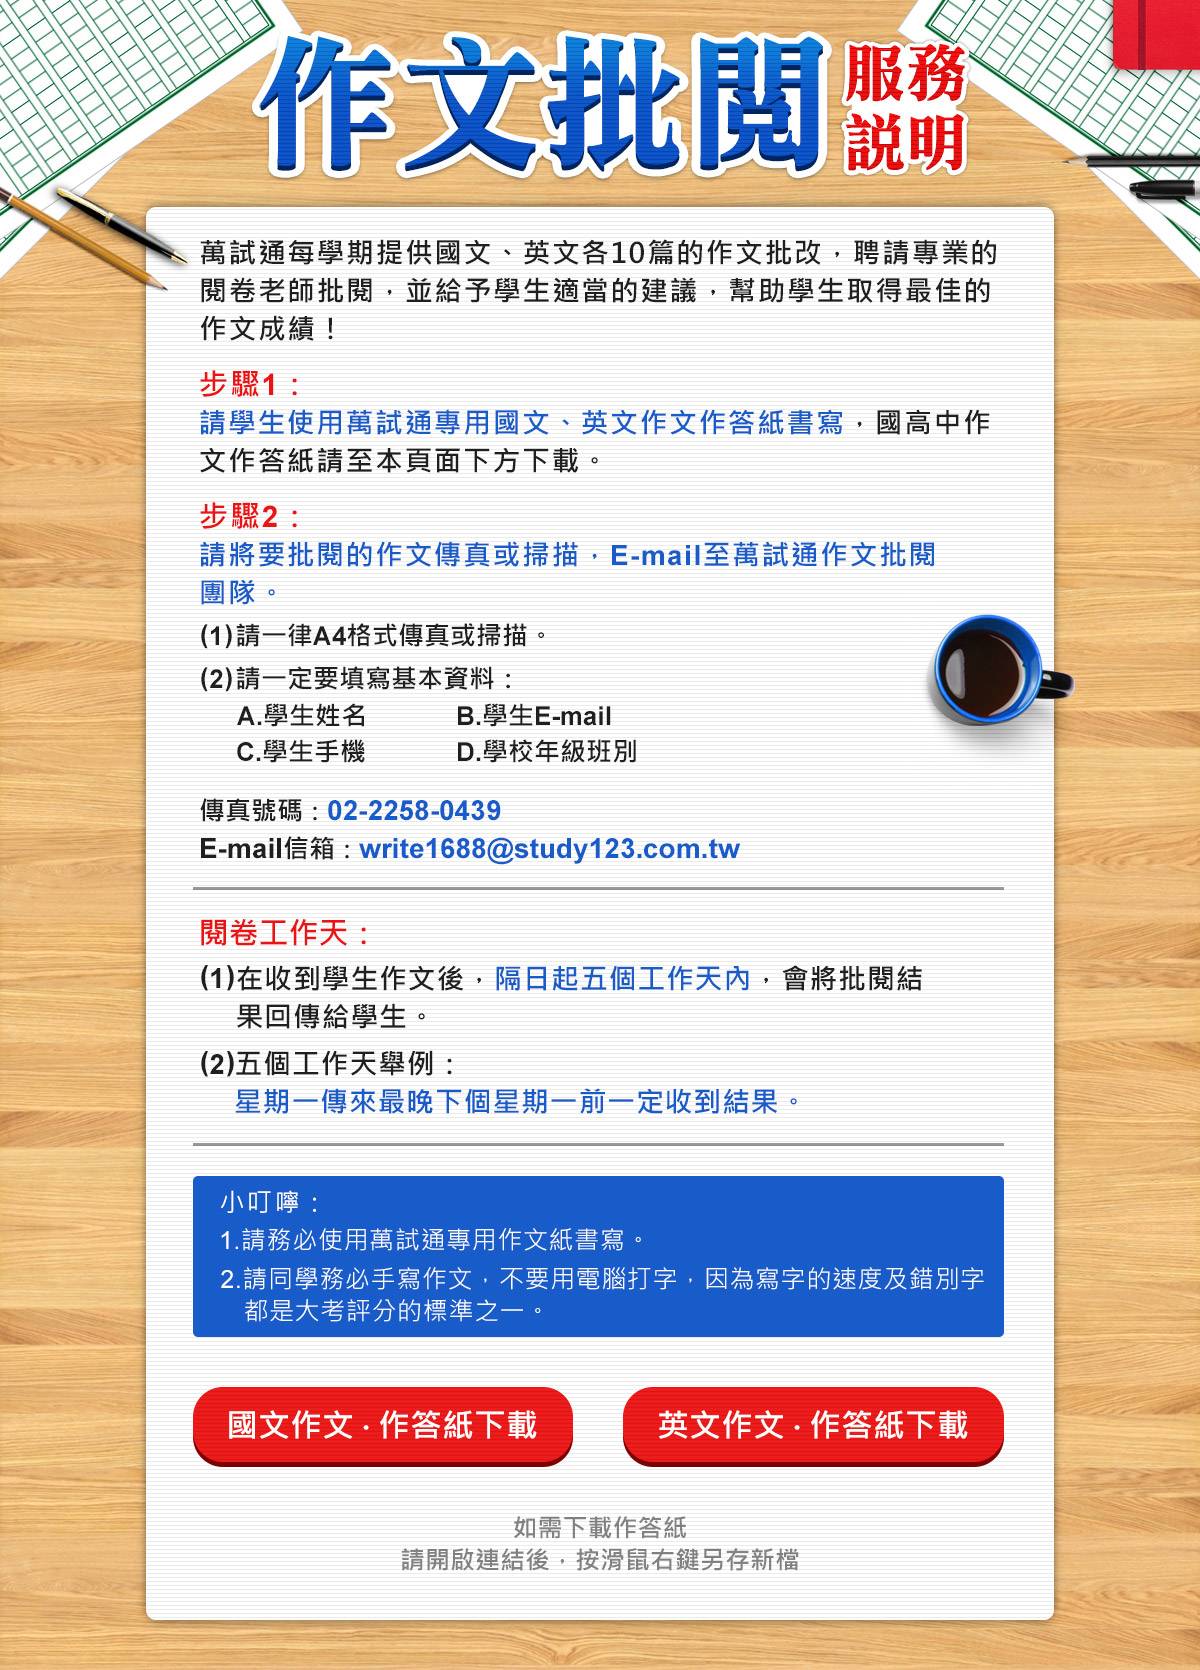 作文批閱
服務
說明
萬試通每學期提供國文、英文各10篇的作文批改，聘請專業的
閱卷老師批閱，並給予學生適當的建議，幫助學生取得最佳的
作文成績！
步驟1：
請學生使用萬試通專用國文、英文作文作答紙書寫，國高中作
文作答紙請至本頁面下方下載。
步驟2：
請將要批閱的作文傳真或掃描，E-mail至萬試通作文批閱
團隊。
(1)請一律A4格式傳真或掃描。
(2)請一定要填寫基本資料：
A.學生姓名 B.學生E-mail
C.學生手機 D.學校年級班別
傳真號碼：02-2258-0439
E-mail信箱：write1688@study123.com.tw
閱卷工作天：
(1)在收到學生作文後，隔日起五個工作天內，會將批閱結
果回傳給學生。
(2)五個工作天舉例：
星期一傳來最晚下個星期一前一定收到結果。
小叮嚀：
1.請務必使用萬試通專用作文紙書寫。
2.請同學務必手寫作文，不要用電腦打字，因為寫字的速度及錯別字
都是大考評分的標準之一。
國文作文·作答紙下載
英文作文·作答紙下載
如需下載作答紙
請開啟連結後，按滑鼠右鍵另存新檔